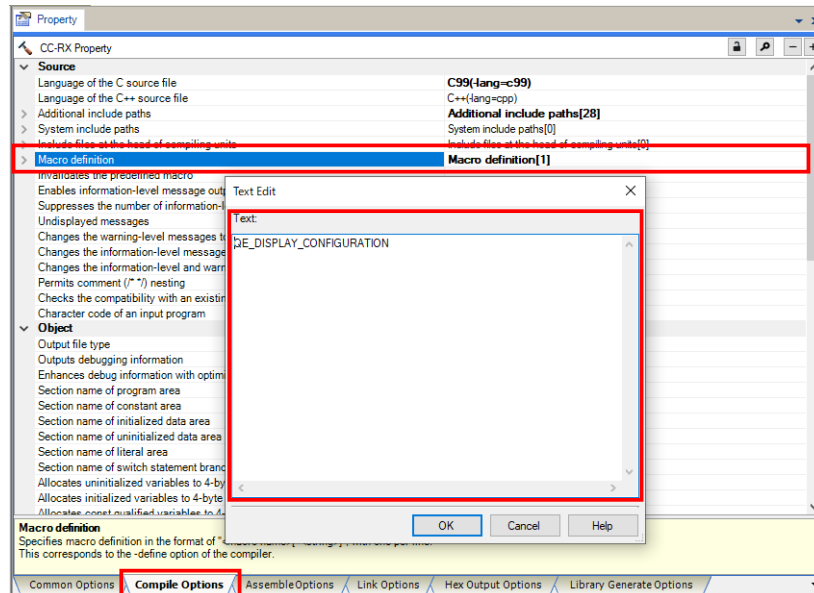 Property
CC-RX Property
Source
Language of the C source file C99(-lang=c99)
Language of the C++ source file C++(-lang=cpp)
Additional include paths Additional include paths[28]
System include paths System include paths[0]
Include files at the head of compiling units Include files at the head of compiling units[0]
Macro definition Macro definition[1]
Invalidates the predefined macro
Enables information-level message outp
Suppresses the number of information-l
Undisplayed messages
Changes the warning-level messages to
Changes the information-level message
Changes the information-level and warn
Permits comment (/* */) nesting
Checks the compatibility with an existin
Character code of an input program
Text Edit
Text:
QE_DISPLAY_CONFIGURATION
OK Cancel Help
Object
Output file type
Outputs debugging information
Enhances debug information with optimi
Section name of program area
Section name of constant area
Section name of initialized data area
Section name of uninitialized data area
Section name of literal area
Section name of switch statement branc
Allocates uninitialized variables to 4-by
Allocates initialized variables to 4-byte
Allocates const qualified variables to 4-
Macro definition
Specifies macro definition in the format of "
This corresponds to the -define option of the compiler.
Common Options Compile Options AssembleOptions Link Options Hex Output Options Library Generate Options